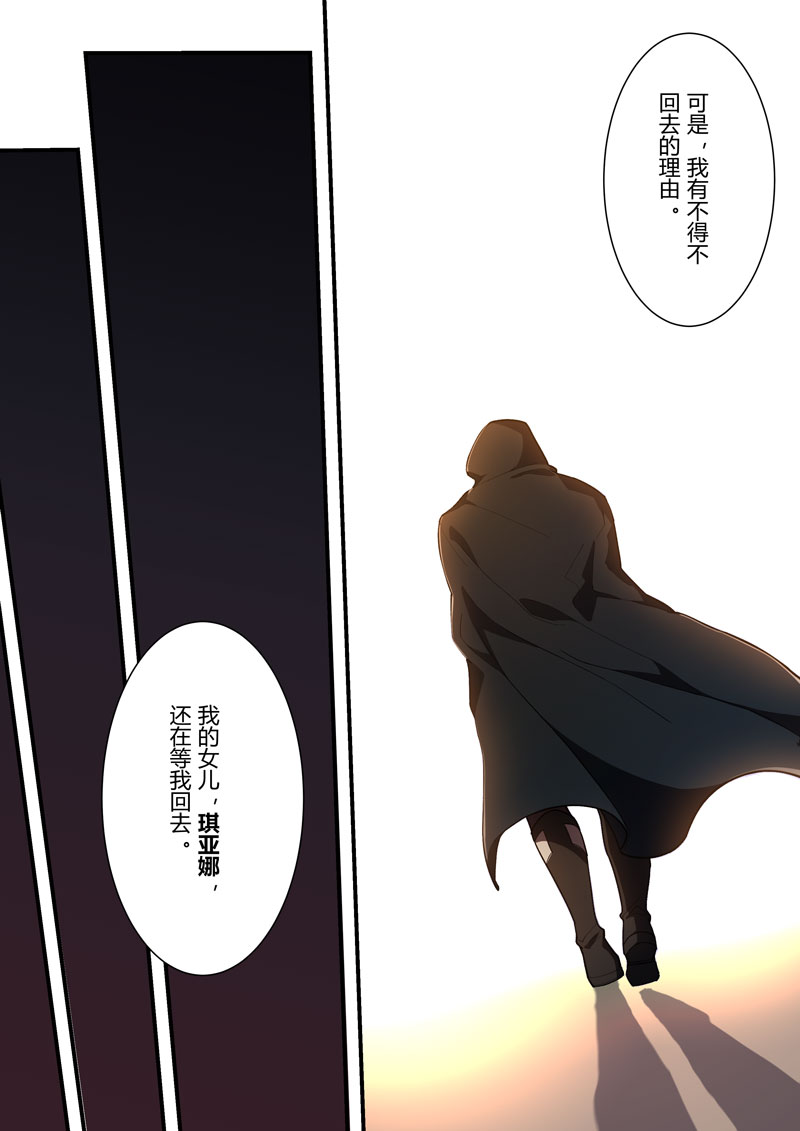 可是，我有不得不
回去的理由。
我的女儿，琪亚娜，
还在等我回去。